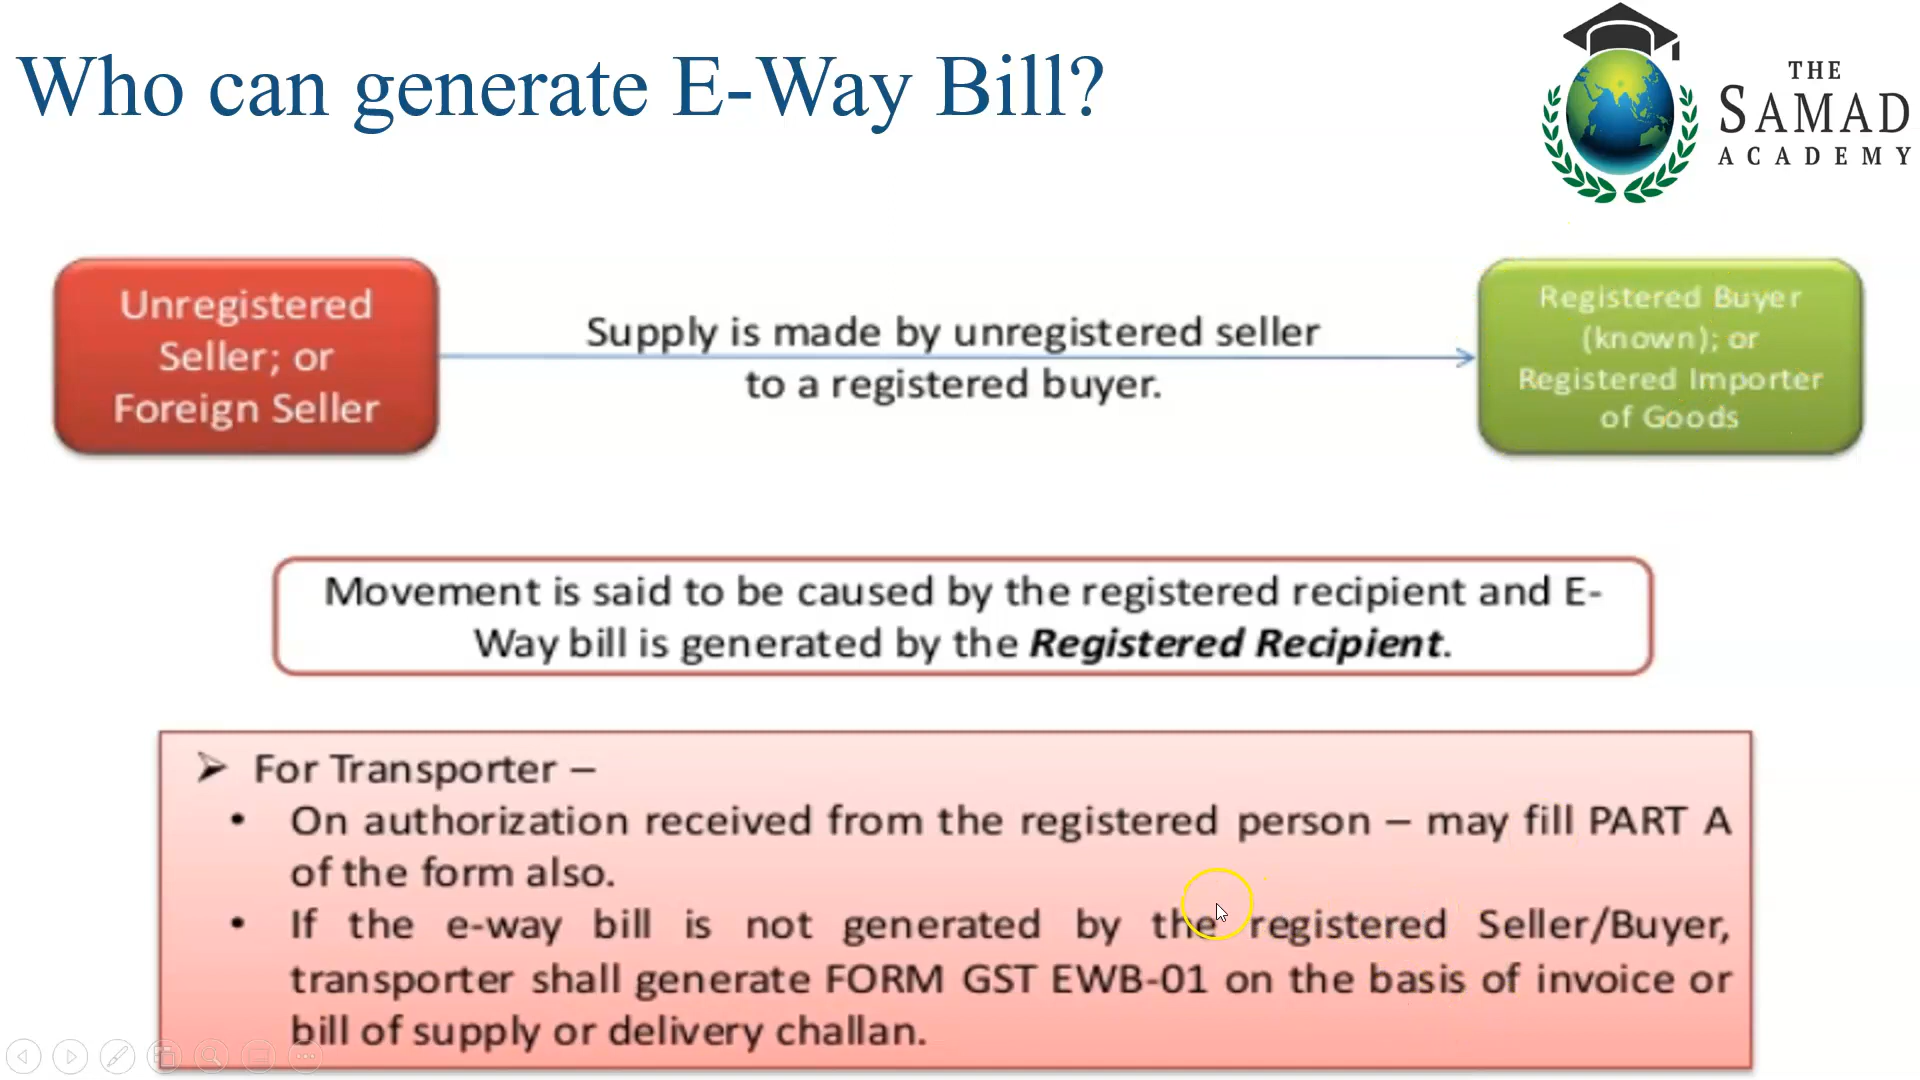 Who can generate E-Way Bill?
THE
SAMAD
ACADEMY
Unregistered
Seller; or
Foreign Seller
Supply is made by unregistered seller
to a registered buyer.
Registered Buyer
(known); or
Registered Importer
of Goods
Movement is said to be caused by the registered recipient and E-
Way bill is generated by the Registered Recipient.
➢ For Transporter –
• On authorization received from the registered person – may fill PART A
of the form also.
• If the e-way bill is not generated by the registered Seller/Buyer,
transporter shall generate FORM GST EWB-01 on the basis of invoice or
bill of supply or delivery challan.